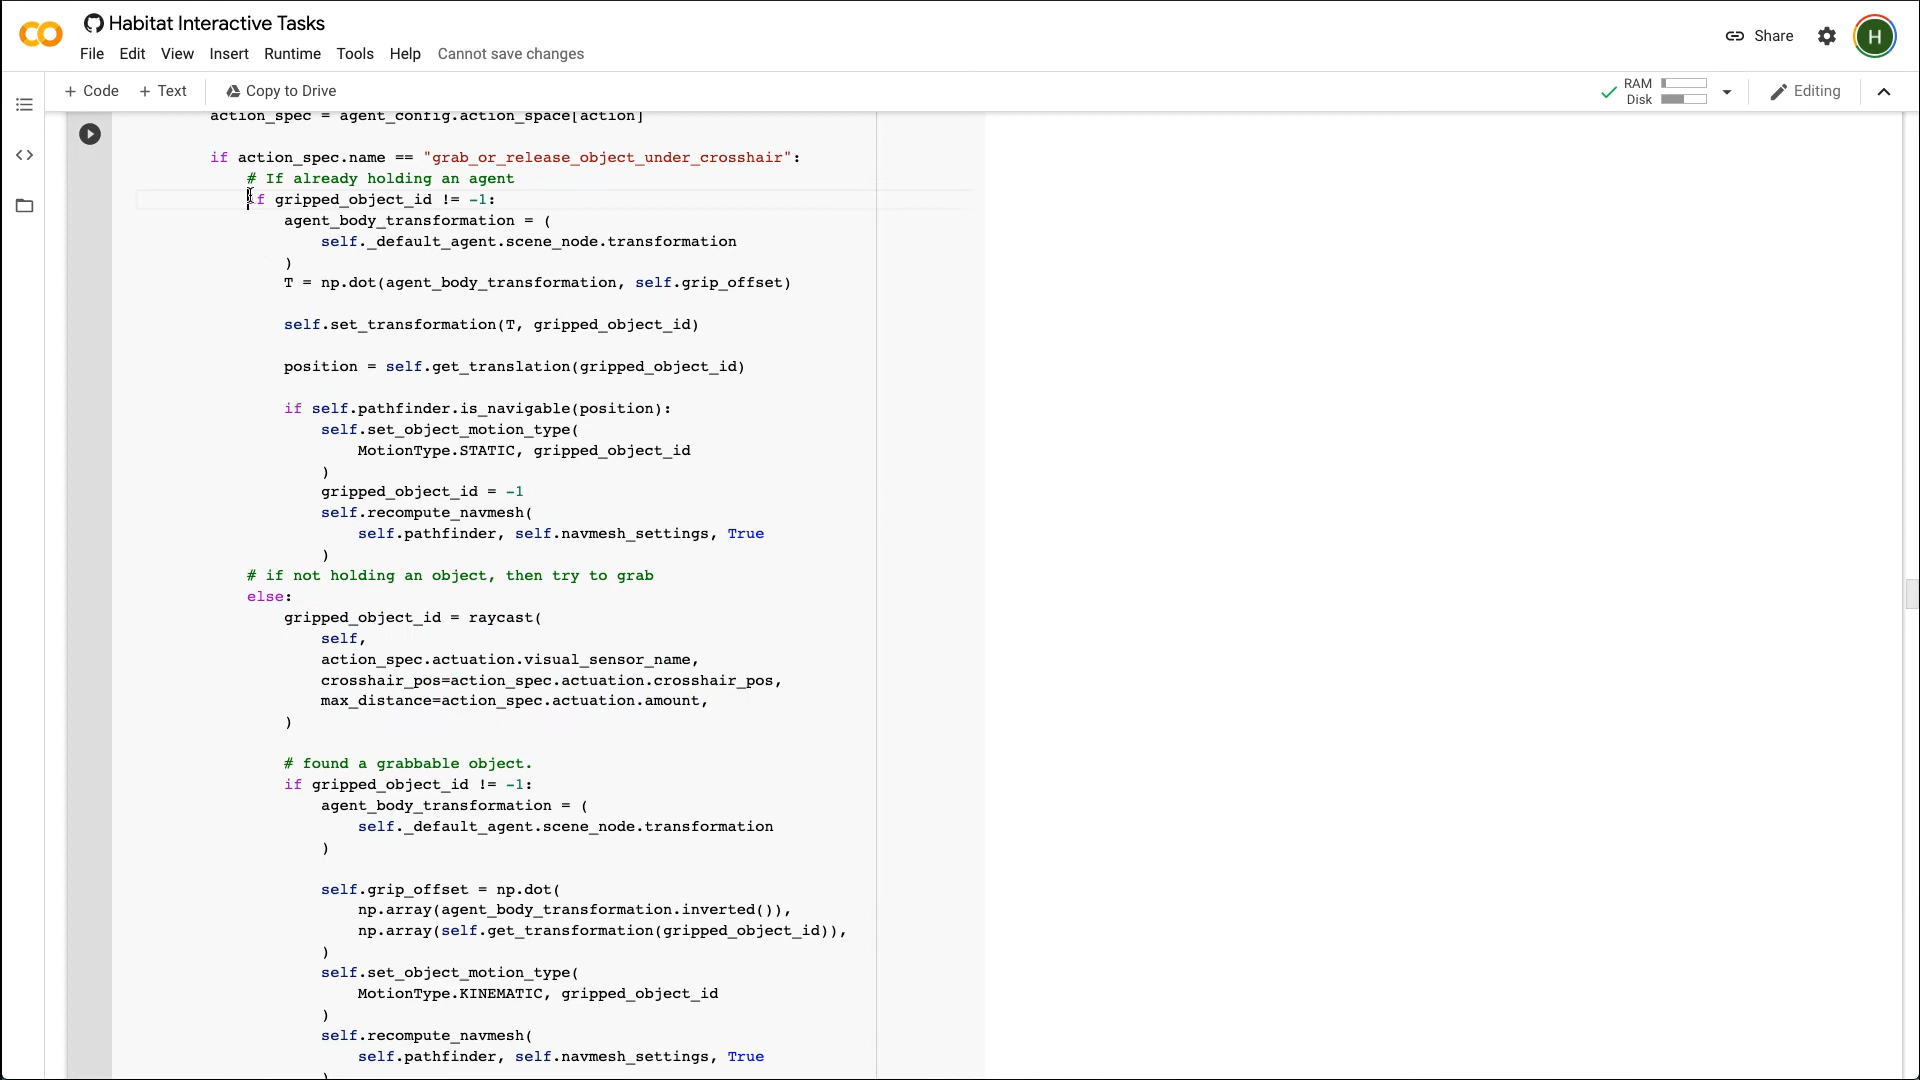 Habitat Interactive Tasks
File Edit View Insert Runtime Tools Help Cannot save changes
Share
H
+ Code + Text Copy to Drive
RAM
Disk
Editing
action_spec = agent_config.action_space[action]
if action_spec.name == "grab_or_release_object_under_crosshair":
# If already holding an agent
if gripped_object_id != -1:
agent_body_transformation = (
self._default_agent.scene_node.transformation
)
T = np.dot(agent_body_transformation, self.grip_offset)
self.set_transformation(T, gripped_object_id)
position = self.get_translation(gripped_object_id)
if self.pathfinder.is_navigable(position):
self.set_object_motion_type(
MotionType.STATIC, gripped_object_id
)
gripped_object_id = -1
self.recompute_navmesh(
self.pathfinder, self.navmesh_settings, True
)
# if not holding an object, then try to grab
else:
gripped_object_id = raycast(
self,
action_spec.actuation.visual_sensor_name,
crosshair_pos=action_spec.actuation.crosshair_pos,
max_distance=action_spec.actuation.amount,
)
# found a grabbable object.
if gripped_object_id != -1:
agent_body_transformation = (
self._default_agent.scene_node.transformation
)
self.grip_offset = np.dot(
np.array(agent_body_transformation.inverted()),
np.array(self.get_transformation(gripped_object_id)),
)
self.set_object_motion_type(
MotionType.KINEMATIC, gripped_object_id
)
self.recompute_navmesh(
self.pathfinder, self.navmesh_settings, True
)